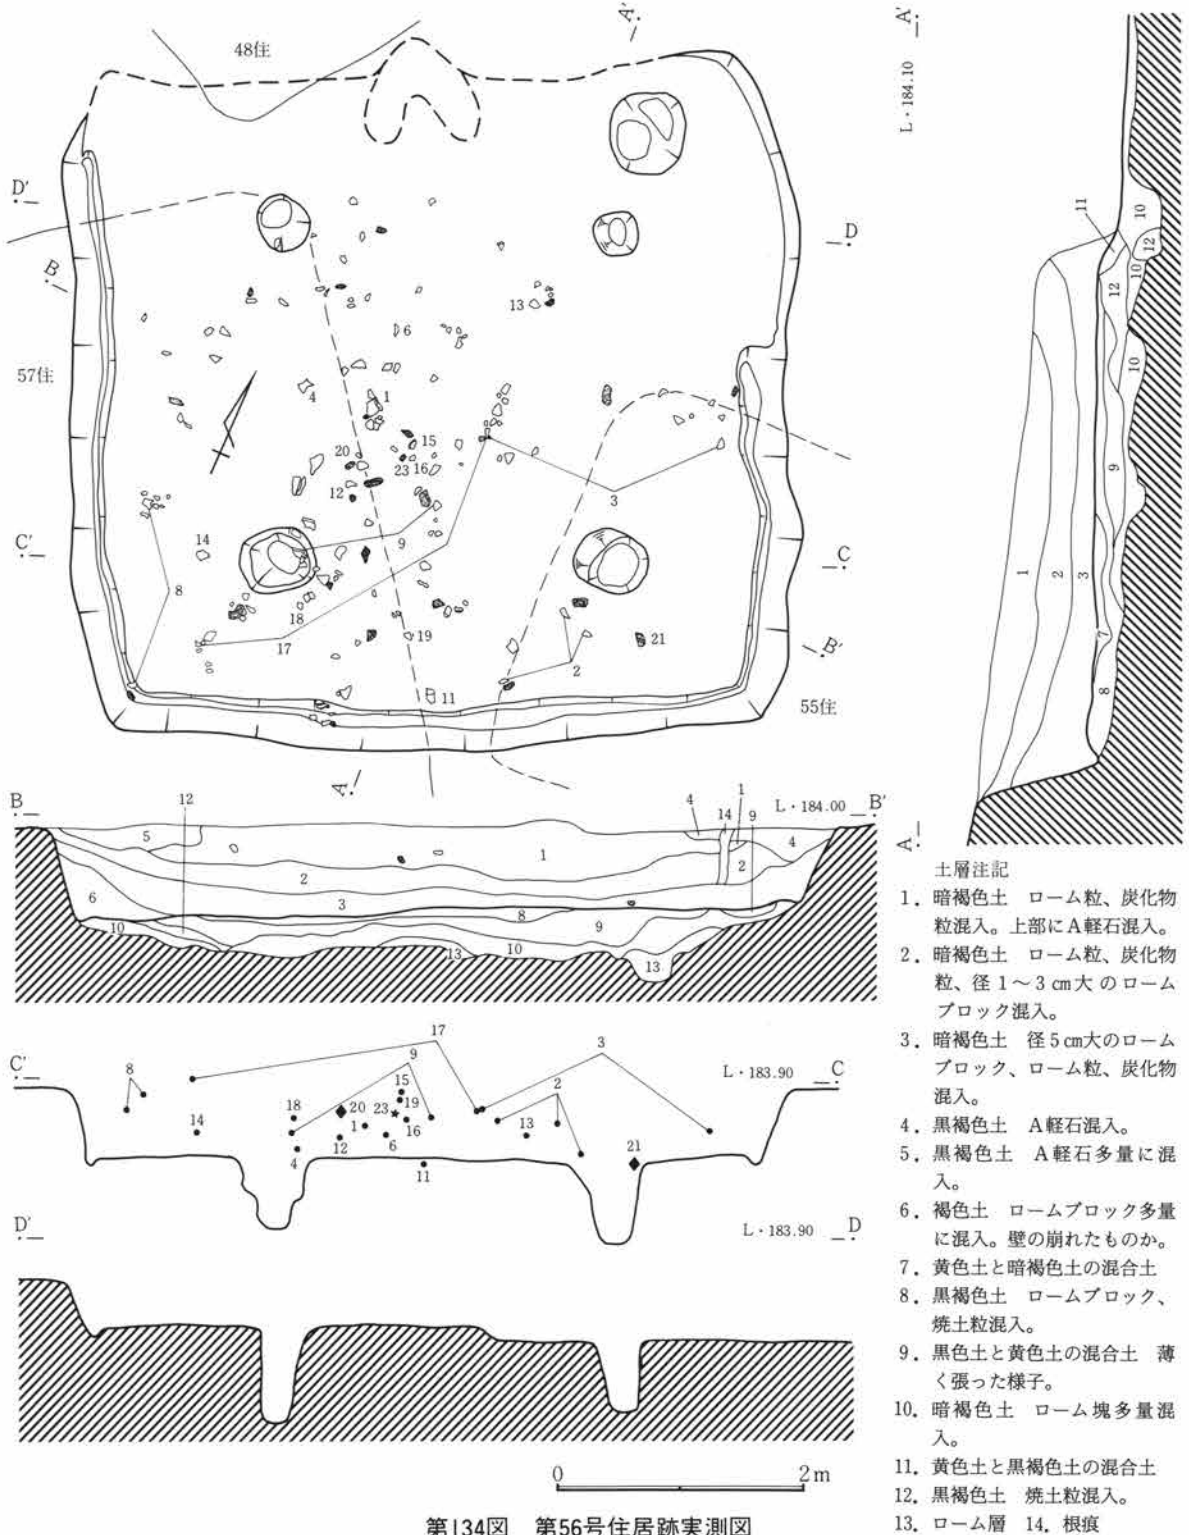 48住
A'
D'
D
B
57住
13
6
4
1
15
20
23 16
12
3
C'
C
14
9
8
18
17
19
21
2
B'
11
55住
A
A'
L・184.10
11
10
12
10
12
10
9
1
2
3
7
8
A
B
12
4
1
L・184.00
B'
14
9
5
1
4
2
2
6
3
8
9
10
13
10
13
C'
17
9
3
8
15
2
L・183.90
C
18
20
23
19
14
1
16
13
12
6
4
11
21
D'
L・183.90
D
0
2m
土層注記
1. 暗褐色土 ローム粒、炭化物
粒混入。上部にA軽石混入。
2. 暗褐色土 ローム粒、炭化物
粒、径1～3㎝大のローム
ブロック混入。
3. 暗褐色土 径5㎝大のローム
ブロック、ローム粒、炭化物
混入。
4. 黒褐色土 A軽石混入。
5. 黒褐色土 A軽石多量に混
入。
6. 褐色土 ロームブロック多量
に混入。壁の崩れたものか。
7. 黄色土と暗褐色土の混合土
8. 黒褐色土 ロームブロック、
焼土粒混入。
9. 黒色土と黄色土の混合土 薄
く張った様子。
10. 暗褐色土 ローム塊多量混
入。
11. 黄色土と黒褐色土の混合土
12. 黒褐色土 焼土粒混入。
13. ローム層 14. 根痕
第134図 第56号住居跡実測図